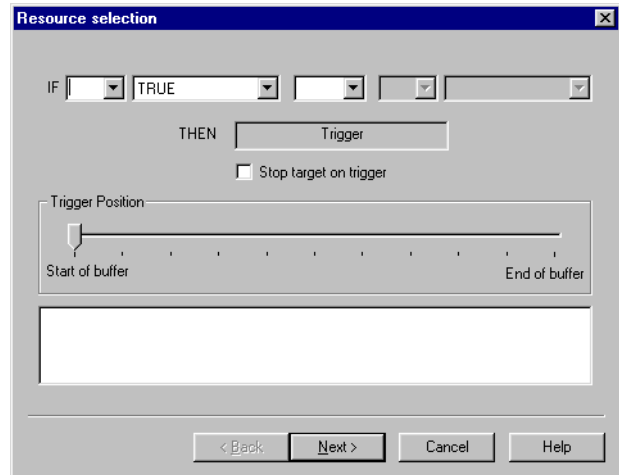 Resource selection
IF TRUE
THEN Trigger
Stop target on trigger
Trigger Position
Start of buffer End of buffer
< Back Next > Cancel Help